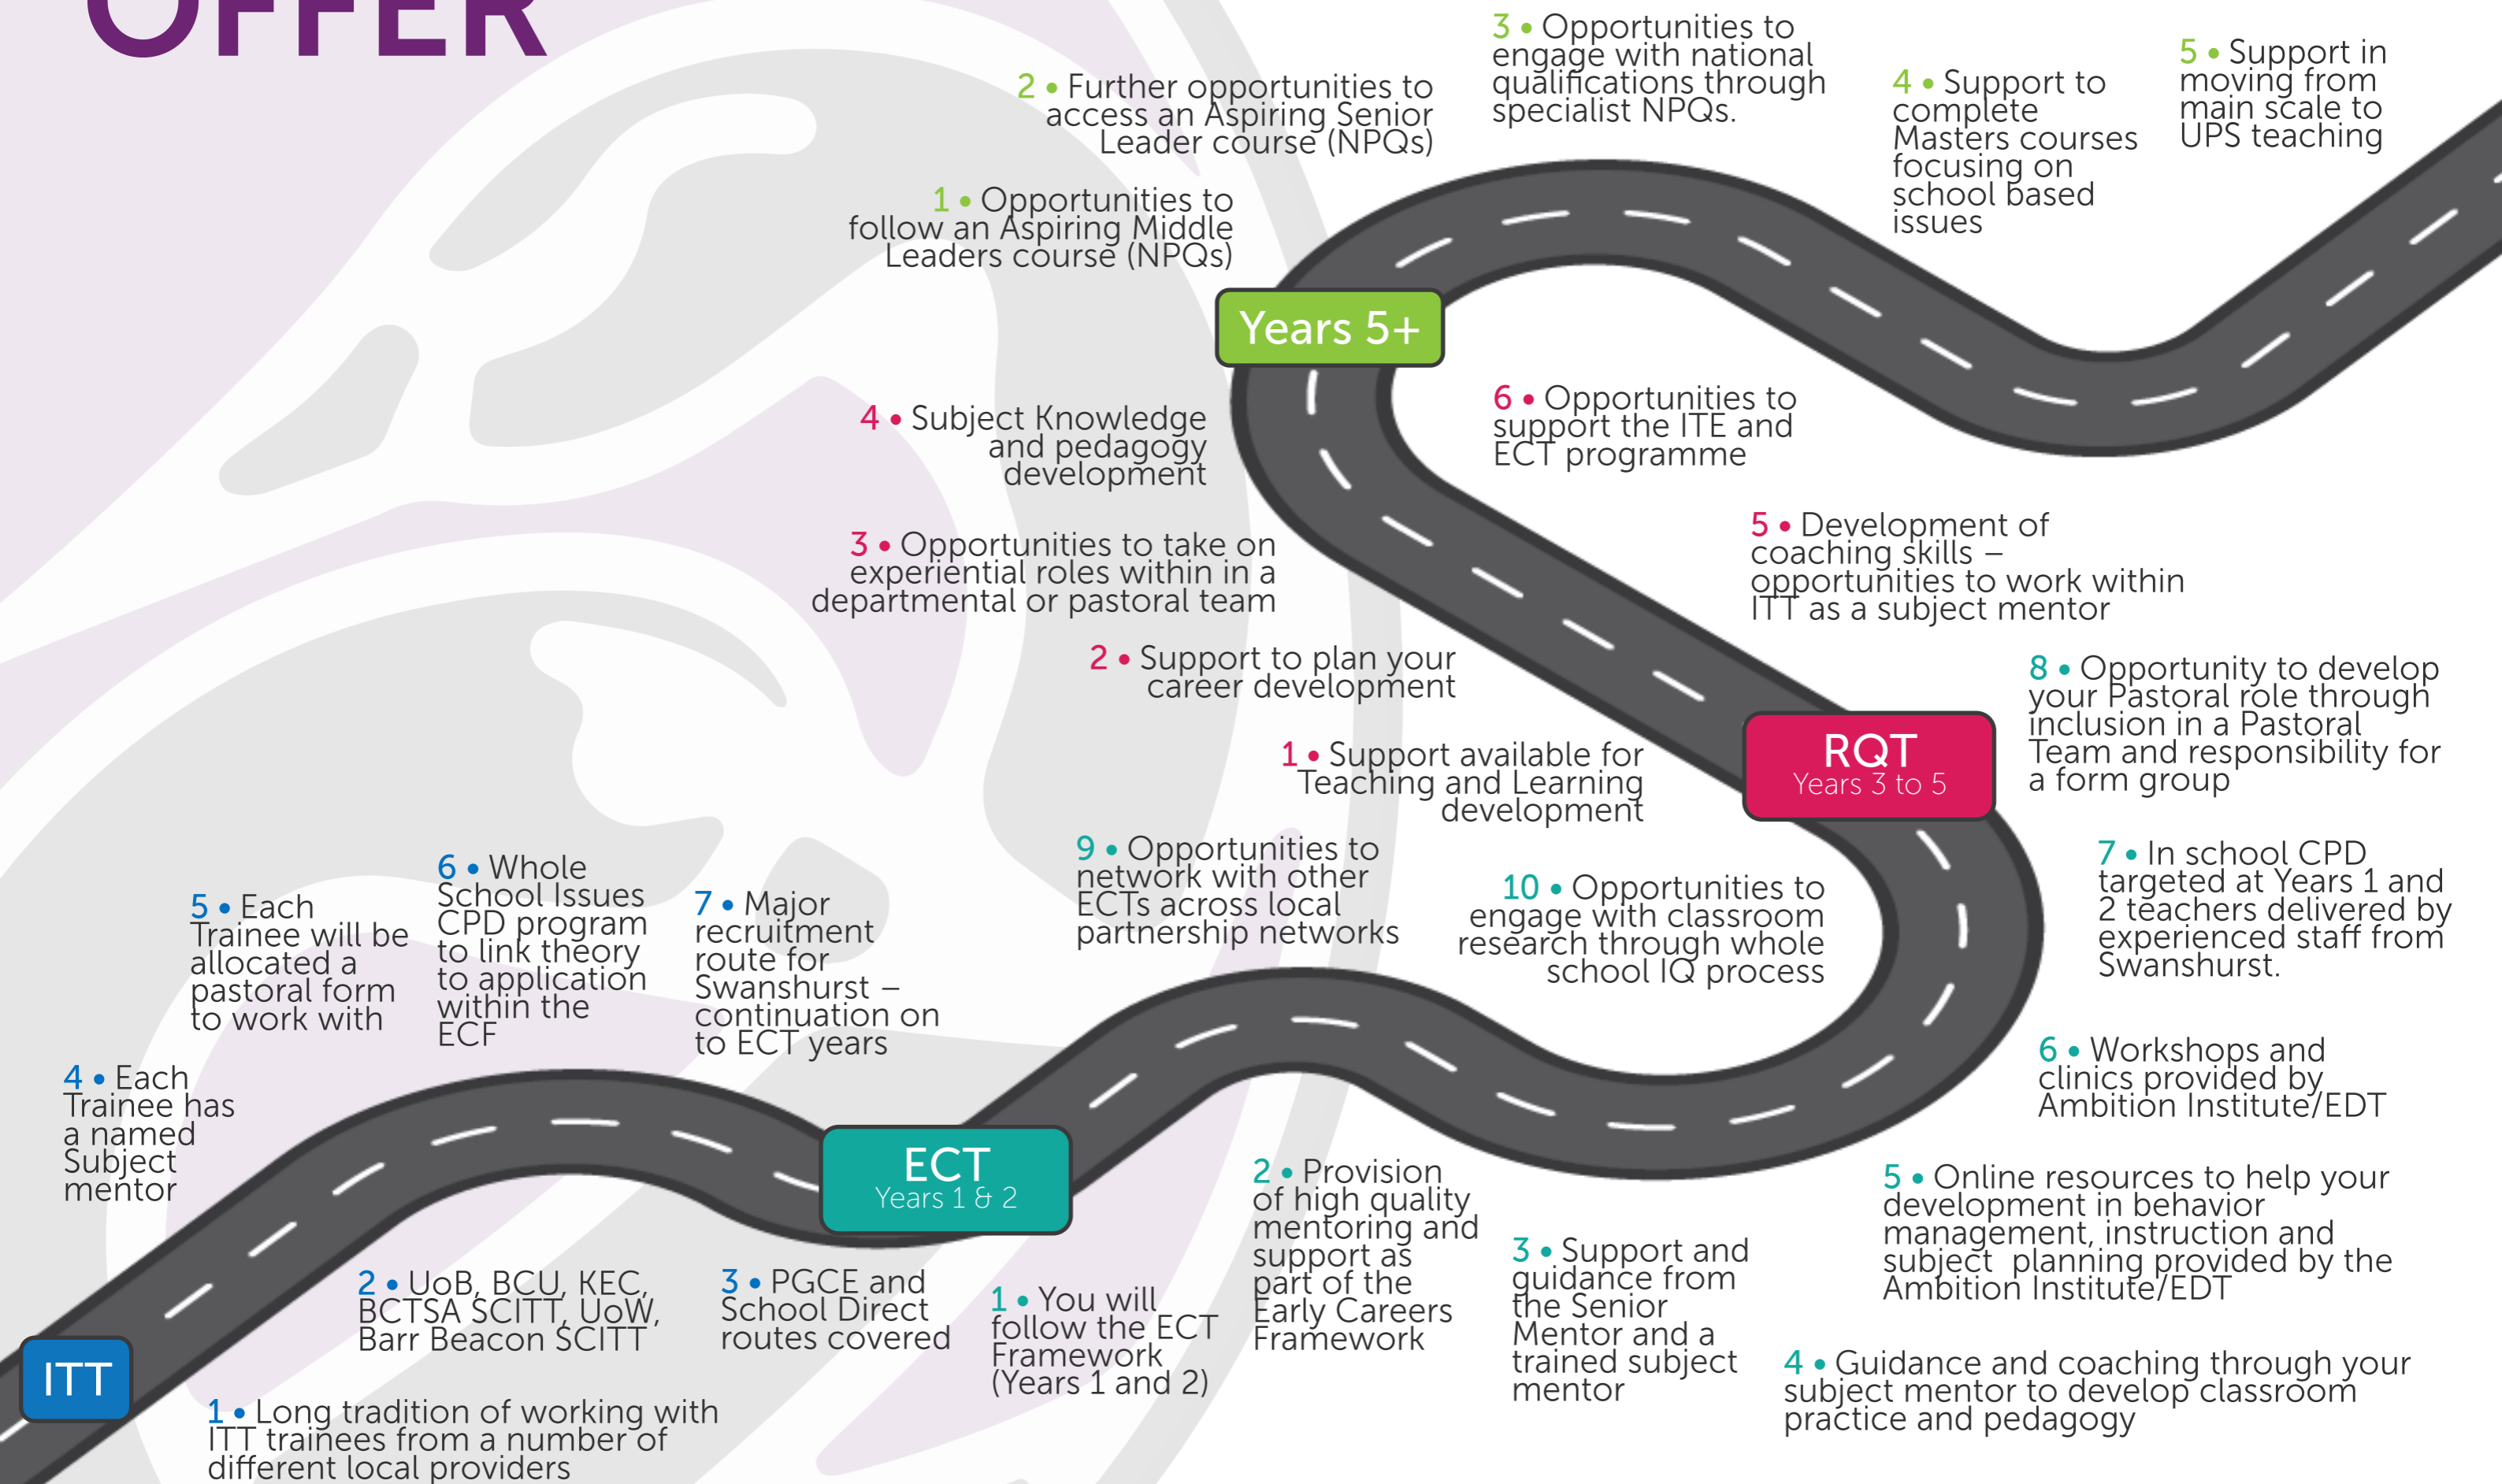 OFFER
3 • Opportunities to
engage with national
qualifications through
specialist NPQs.
5 • Support in
moving from
main scale to
UPS teaching
2 • Further opportunities to
access an Aspiring Senior
Leader course (NPQs)
4 • Support to
complete
Masters courses
focusing on
school based
issues
1 • Opportunities to
follow an Aspiring Middle
Leaders course (NPQs)
Years 5+
4 • Subject Knowledge
and pedagogy
development
6 • Opportunities to
support the ITE and
ECT programme
3 • Opportunities to take on
experiential roles within in a
departmental or pastoral team
5 • Development of
coaching skills –
opportunities to work within
ITT as a subject mentor
2 • Support to plan your
career development
1 • Support available for
Teaching and Learning
development
RQT
Years 3 to 5
8 • Opportunity to develop
your Pastoral role through
inclusion in a Pastoral
Team and responsibility for
a form group
9 • Opportunities to
network with other
ECTs across local
partnership networks
10 • Opportunities to
engage with classroom
research through whole
school IQ process
7 • In school CPD
targeted at Years 1 and
2 teachers delivered by
experienced staff from
Swanshurst.
5 • Each
Trainee will be
allocated a
pastoral form
to work with
6 • Whole
School Issues
CPD program
to link theory
to application
within the
ECF
7 • Major
recruitment
route for
Swanshurst –
continuation on
to ECT years
6 • Workshops and
clinics provided by
Ambition Institute/EDT
4 • Each
Trainee has
a named
Subject
mentor
ECT
Years 1 & 2
2 • Provision
of high quality
mentoring and
support as
part of the
Early Careers
Framework
5 • Online resources to help your
development in behavior
management, instruction and
subject  planning provided by the
Ambition Institute/EDT
3 • Support and
guidance from
the Senior
Mentor and a
trained subject
mentor
2 • UoB, BCU, KEC,
BCTSA SCITT, UoW,
Barr Beacon SCITT
3 • PGCE and
School Direct
routes covered
1 • You will
follow the ECT
Framework
(Years 1 and 2)
4 • Guidance and coaching through your
subject mentor to develop classroom
practice and pedagogy
ITT
1 • Long tradition of working with
ITT trainees from a number of
different local providers